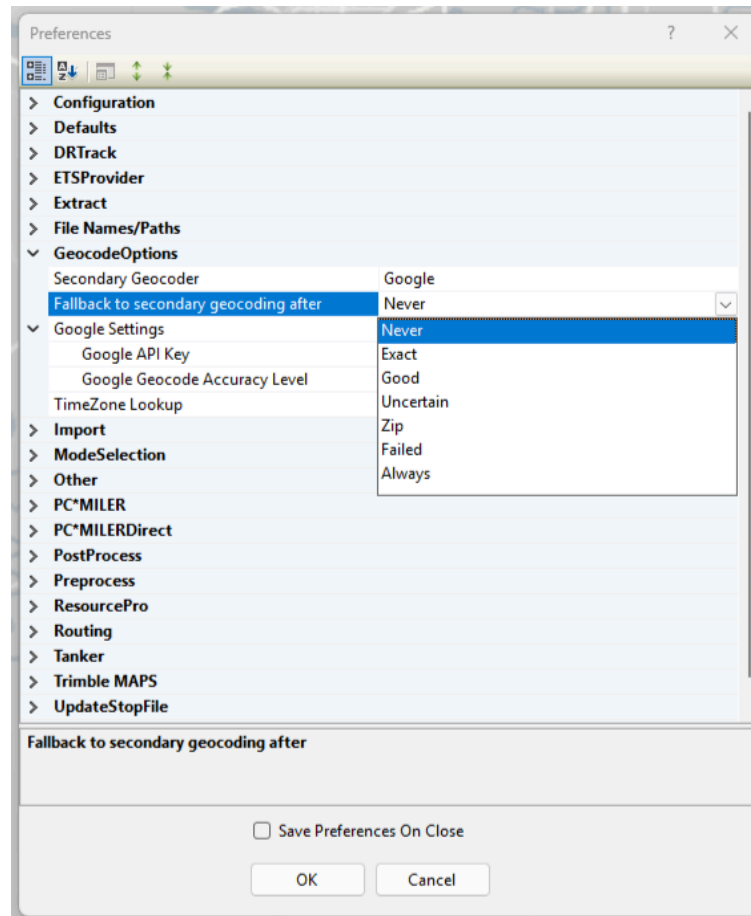 Preferences ?
Configuration
Defaults
DRTrack
ETSProvider
Extract
File Names/Paths
GeocodeOptions
Secondary Geocoder Google
Fallback to secondary geocoding after Never
Google Settings Never
Google API Key Exact
Google Geocode Accuracy Level Good
TimeZone Lookup Uncertain
Import Zip
ModeSelection Failed
Other Always
PC*MILER
PC*MILERDirect
PostProcess
Preprocess
ResourcePro
Routing
Tanker
Trimble MAPS
UpdateStopFile
Fallback to secondary geocoding after
Save Preferences On Close
OK Cancel